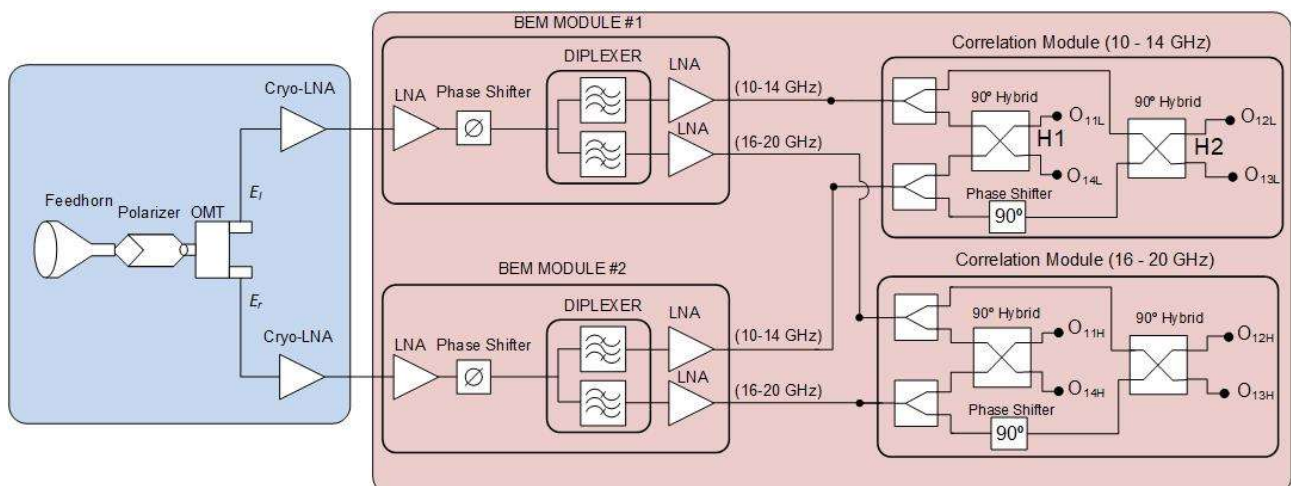 BEM MODULE #1
DIPLEXER
LNA
LNA
Phase Shifter
Ø
LNA
(10-14 GHz)
(16-20 GHz)
Cryo-LNA
Feedhorn
Polarizer
OMT
El
Er
Cryo-LNA
BEM MODULE #2
DIPLEXER
LNA
LNA
Phase Shifter
Ø
LNA
(10-14 GHz)
(16-20 GHz)
Correlation Module (10 - 14 GHz)
90º Hybrid
90º Hybrid
O11L
H1
O14L
O12L
H2
O13L
Phase Shifter
90º
Correlation Module (16 - 20 GHz)
90º Hybrid
90º Hybrid
O11H
O14H
O12H
O13H
Phase Shifter
90º